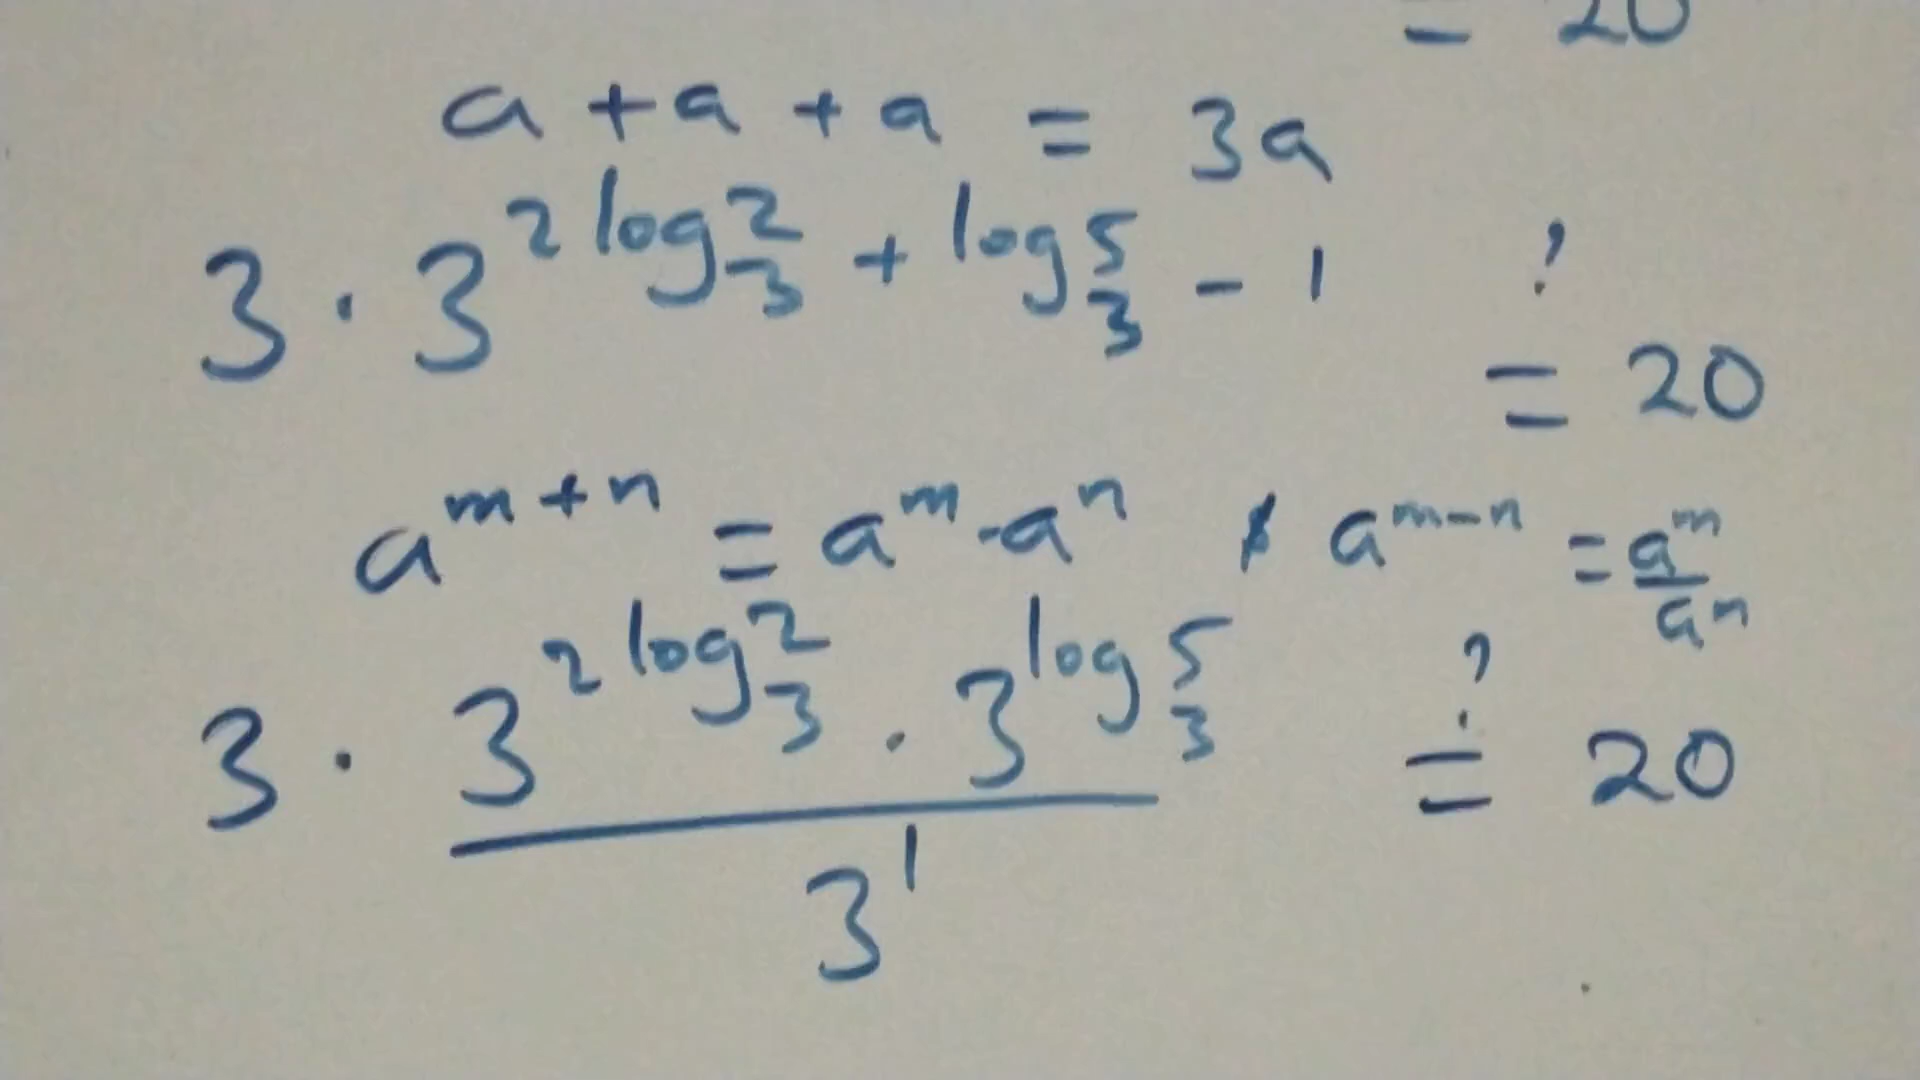 = 20
a + a + a = 3a
3 · 3^{2 log_3 2 + log_3 5 - 1} ?= 20
a^{m+n} = a^m · a^n & a^{m-n} = a^m/a^n
3 · (3^{2 log_3 2} · 3^{log_3 5})/3^1 ?= 20